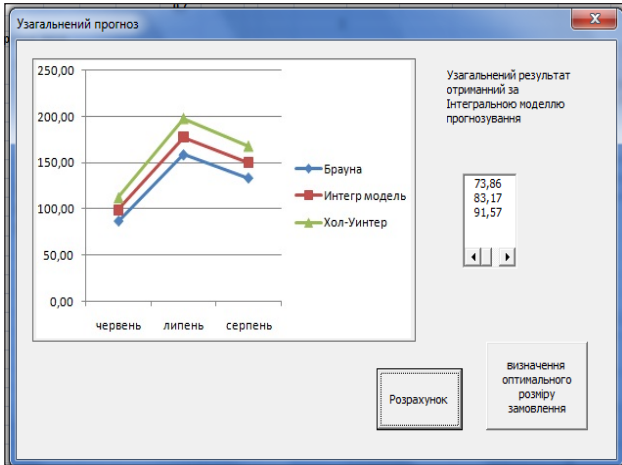 Узагальнений прогноз
x
250,00
200,00
150,00
100,00
50,00
0,00
червень липень серпень
Брауна
Интегр модель
Хол-Уинтер
Узагальнений результат
отриманний за
Інтегральною моделлю
прогнозування
73,86
83,17
91,57
Розрахунок
визначення
оптимального
розміру
замовлення